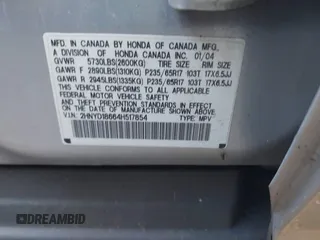 MFD. IN CANADA BY HONDA OF CANADA MFG.
A DIVISION OF HONDA CANADA INC. 01/04
GVWR 5730LBS(2600KG) TIRE SIZE RIM SIZE
GAWR F 2890LBS(1310KG) P235/65R17 103T 17X6.5JJ
GAWR R 2945LBS(1335KG) P235/65R17 103T 17X6.5JJ
THIS VEHICLE CONFORMS TO ALL APPLICABLE
FEDERAL MOTOR VEHICLE SAFETY STANDARDS IN EFFECT ON THE
DATE OF MANUFACTURE SHOWN ABOVE.
V.I.N.: 2HNYD18664H517854 TYPE: MPV
DREAMBID